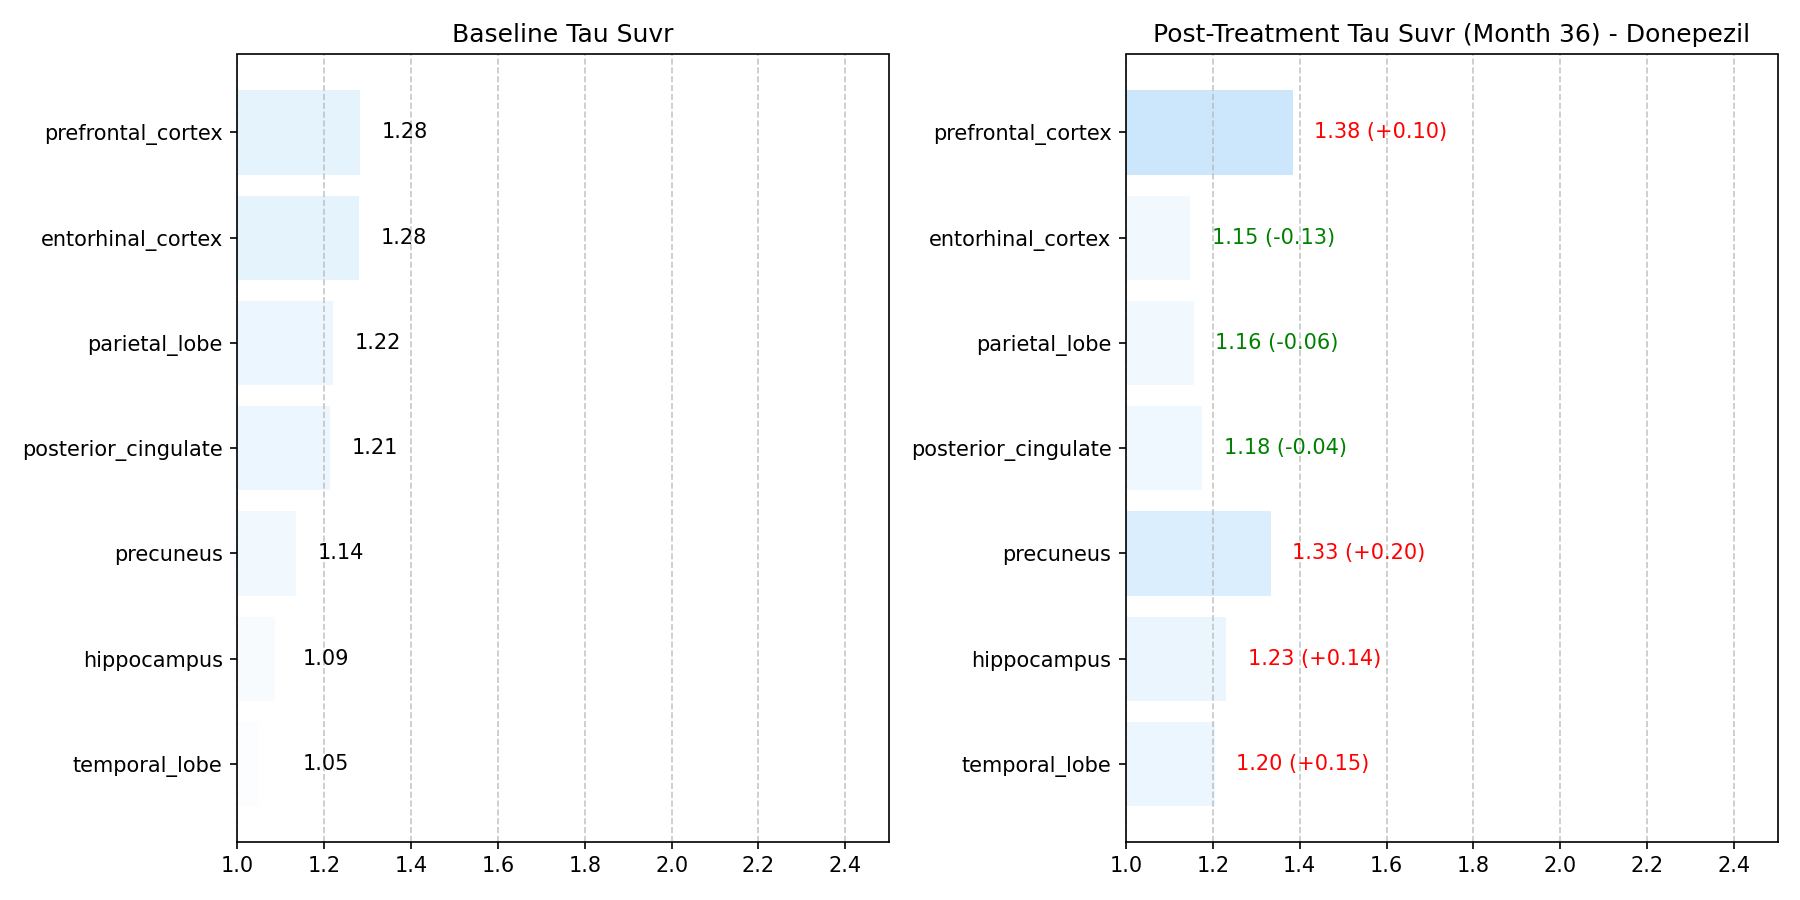 Baseline Tau Suvr
prefrontal_cortex
1.28
entorhinal_cortex
1.28
parietal_lobe
1.22
posterior_cingulate
1.21
precuneus
1.14
hippocampus
1.09
temporal_lobe
1.05
1.0 1.2 1.4 1.6 1.8 2.0 2.2 2.4
Post-Treatment Tau Suvr (Month 36) - Donepezil
prefrontal_cortex
1.38 (+0.10)
entorhinal_cortex
1.15 (-0.13)
parietal_lobe
1.16 (-0.06)
posterior_cingulate
1.18 (-0.04)
precuneus
1.33 (+0.20)
hippocampus
1.23 (+0.14)
temporal_lobe
1.20 (+0.15)
1.0 1.2 1.4 1.6 1.8 2.0 2.2 2.4